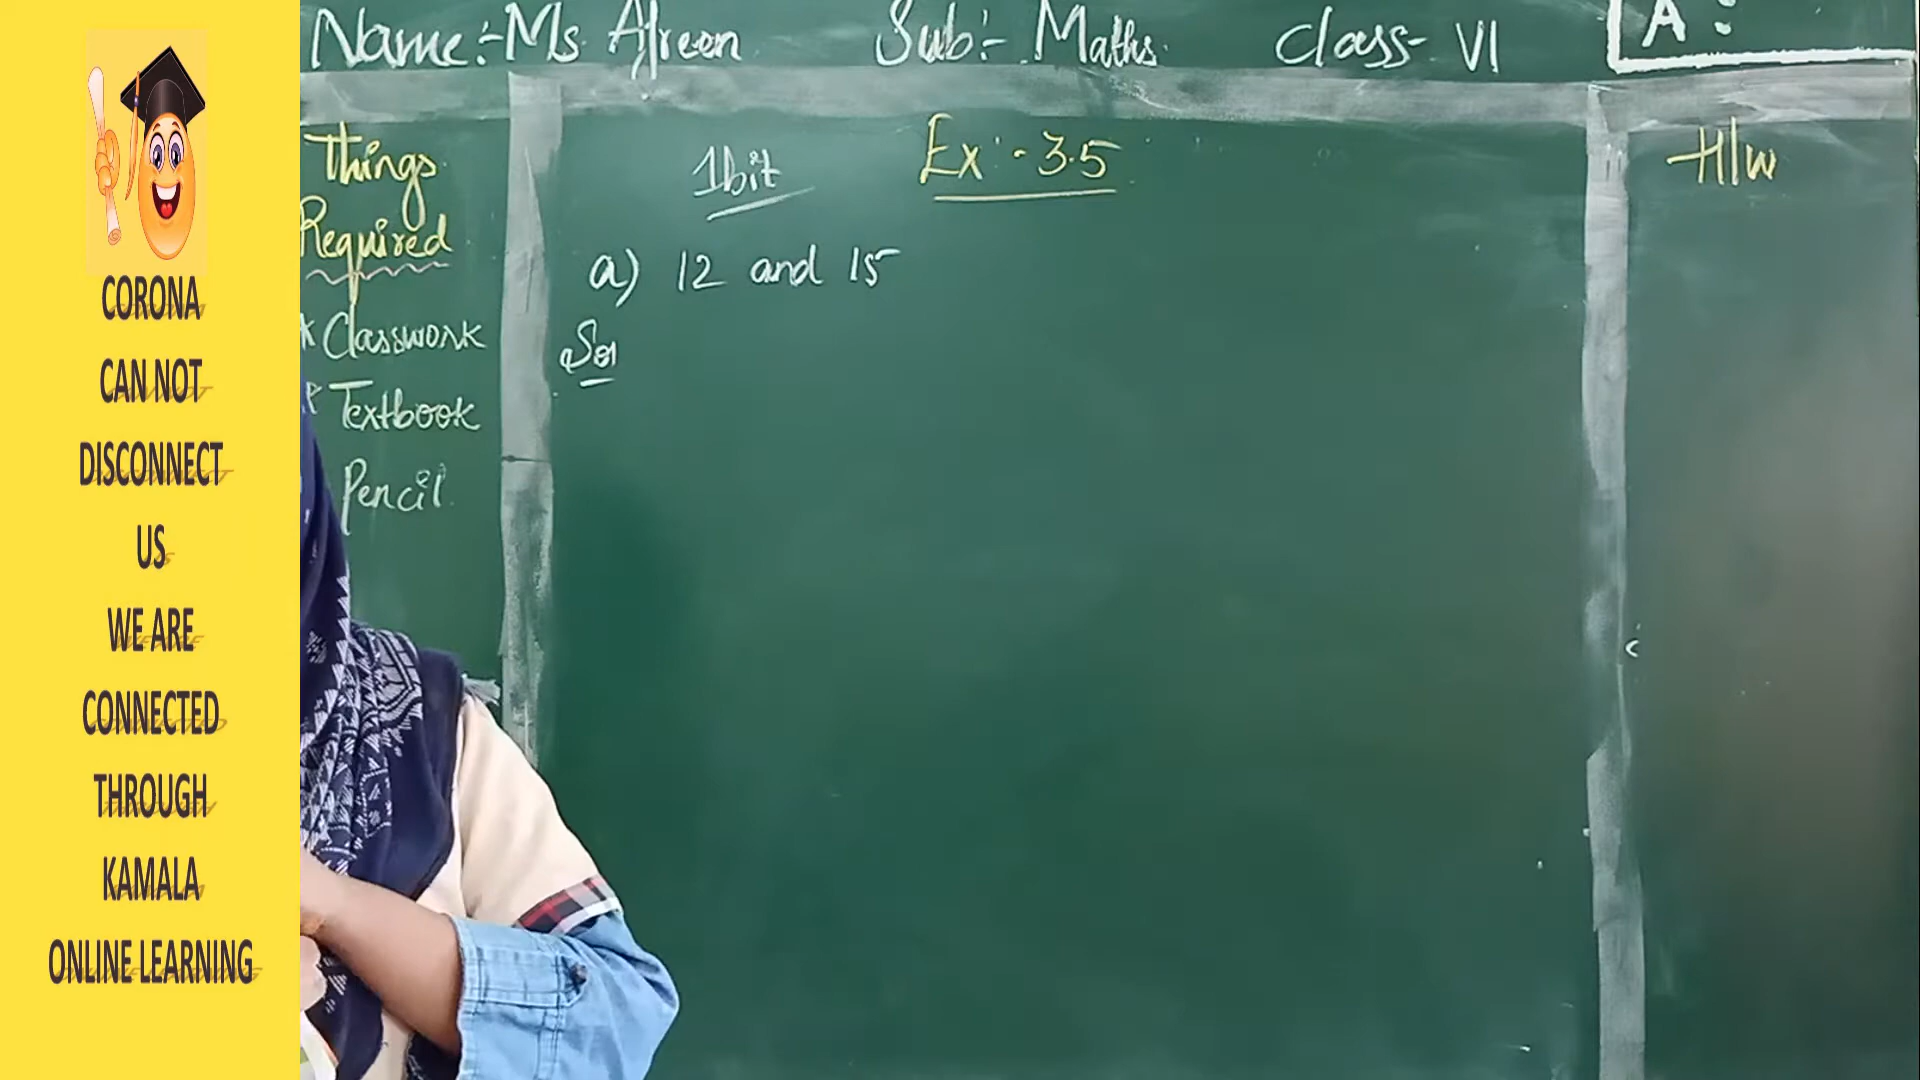 CORONA
CAN NOT
DISCONNECT
US
WE ARE
CONNECTED
THROUGH
KAMALA
ONLINE LEARNING
Name:- Ms. Afreen Sub:- Maths. Class- VI
A :
Things
Required
* Classwork
* Textbook
Pencil.
1bit Ex:- 3.5
a) 12 and 15
Sol
H/w